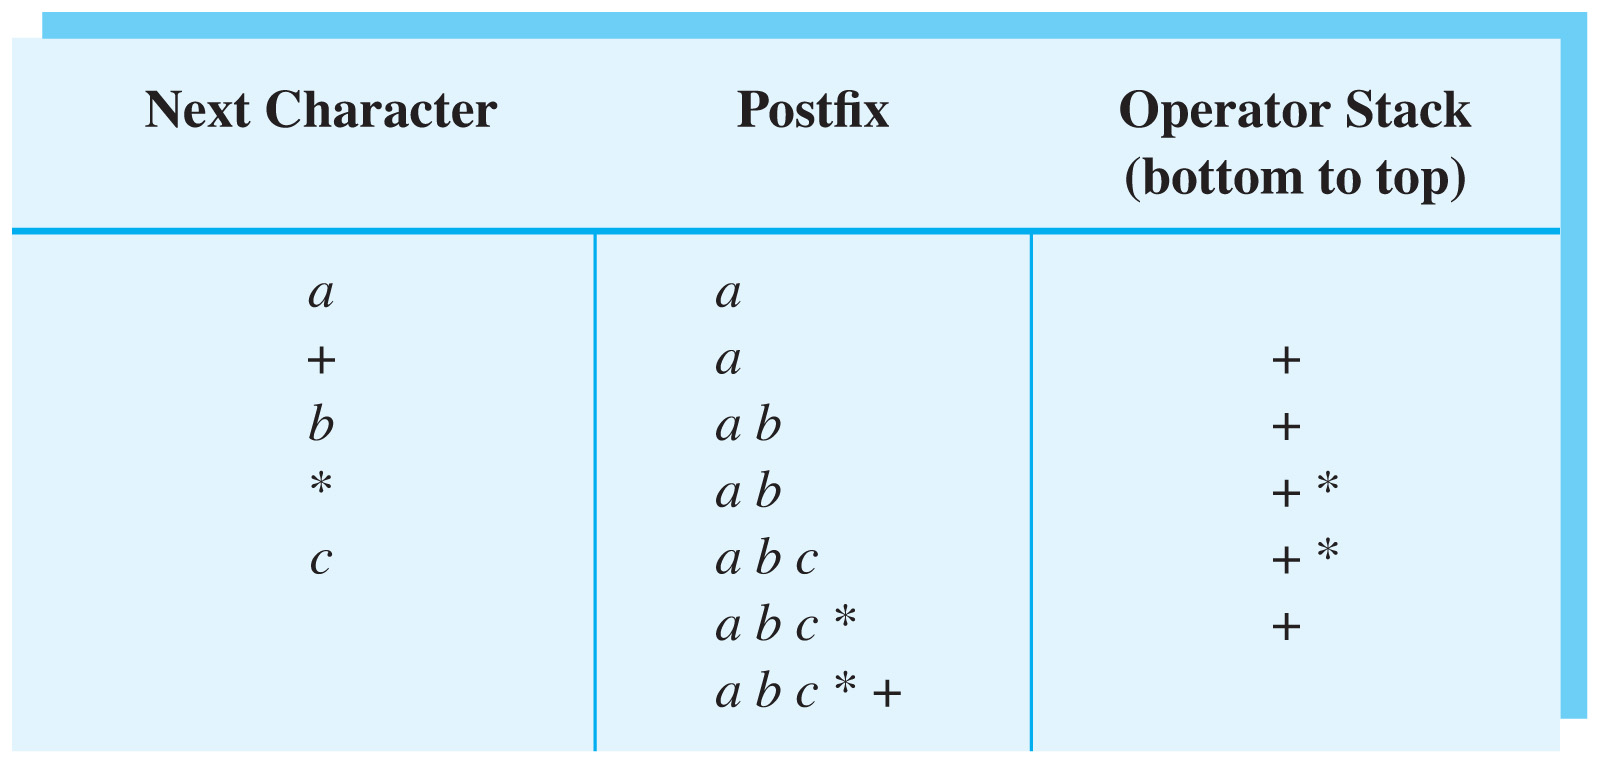 Next Character Postfix Operator Stack
(bottom to top)
a a
+ a +
b a b +
* a b + *
c a b c + *
a b c * +
a b c * +